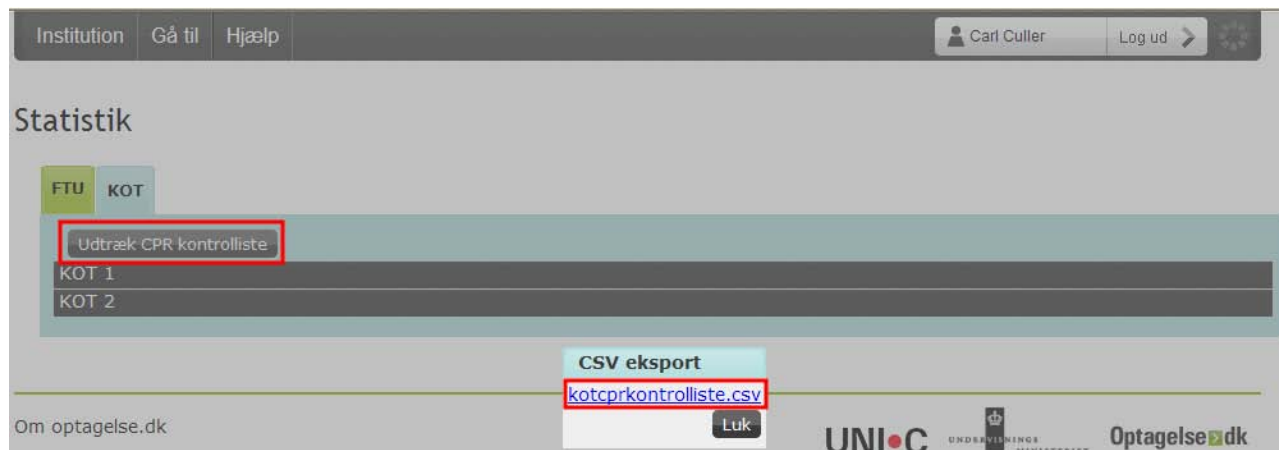 Institution Gå til Hjælp Carl Culler Log ud
Statistik
FTU KOT
Udtræk CPR kontrolliste
KOT 1
KOT 2
CSV eksport
kotcprkontrolliste.csv
Luk
Om optagelse.dk
UNI•C UNDERVISNINGS Optagelse dk